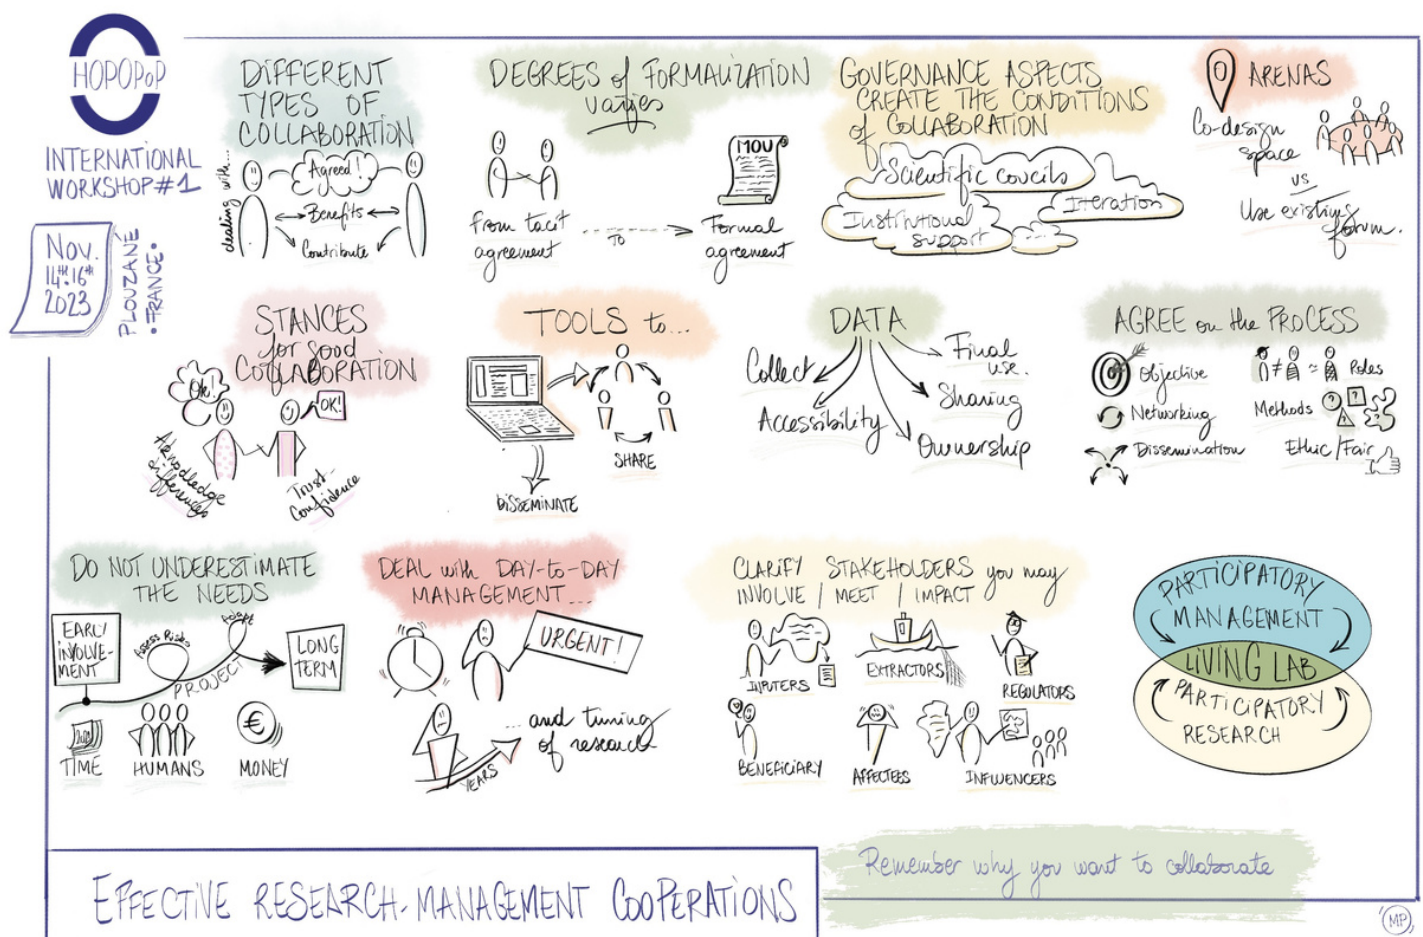 HOPOPoP
INTERNATIONAL
WORKSHOP #1
Nov.
14th.16th
2023
PLOUZANÉ
• FRANCE •
DIFFERENT
TYPES OF
COLLABORATION
dealing with...
Agreed!
Benefits
Contribute
DEGREES of FORMALIZATION
varies
From tacit
agreement
TO
MOU
Formal
agreement
GOVERNANCE ASPECTS
CREATE THE CONDITIONS
of COLLABORATION
Scientific councils
Institutional
support
Iteration
...
ARENAS
Co-design
space
VS
Use existing
forum.
STANCES
for good
COLLABORATION
Ok!
OK!
differences
Trust-
Confidence
TOOLS to...
SHARE
DISSEMINATE
DATA
Collect
Accessibility
Final
use.
Sharing
Ownership
AGREE on the PROCESS
Objective
Networking
Dissemination
≠ ≈ Roles
Methods
? ? ?
Ethic/Fair
DO NOT UNDERESTIMATE
THE NEEDS
EARLY
INVOLVE-
MENT
Assess Risks
Adapt
PROJECT
LONG
TERM
TIME
HUMANS
€
MONEY
DEAL with DAY-to-DAY
MANAGEMENT...
URGENT!
YEARS
... and timing
of research
CLARIFY STAKEHOLDERS you may
INVOLVE / MEET / IMPACT
INPUTERS
EXTRACTORS
REGULATORS
BENEFICIARY
AFFECTEES
INFLUENCERS
PARTICIPATORY
MANAGEMENT
LIVING LAB
PARTICIPATORY
RESEARCH
EFFECTIVE RESEARCH-MANAGEMENT COOPERATIONS
Remember why you want to collaborate
MP